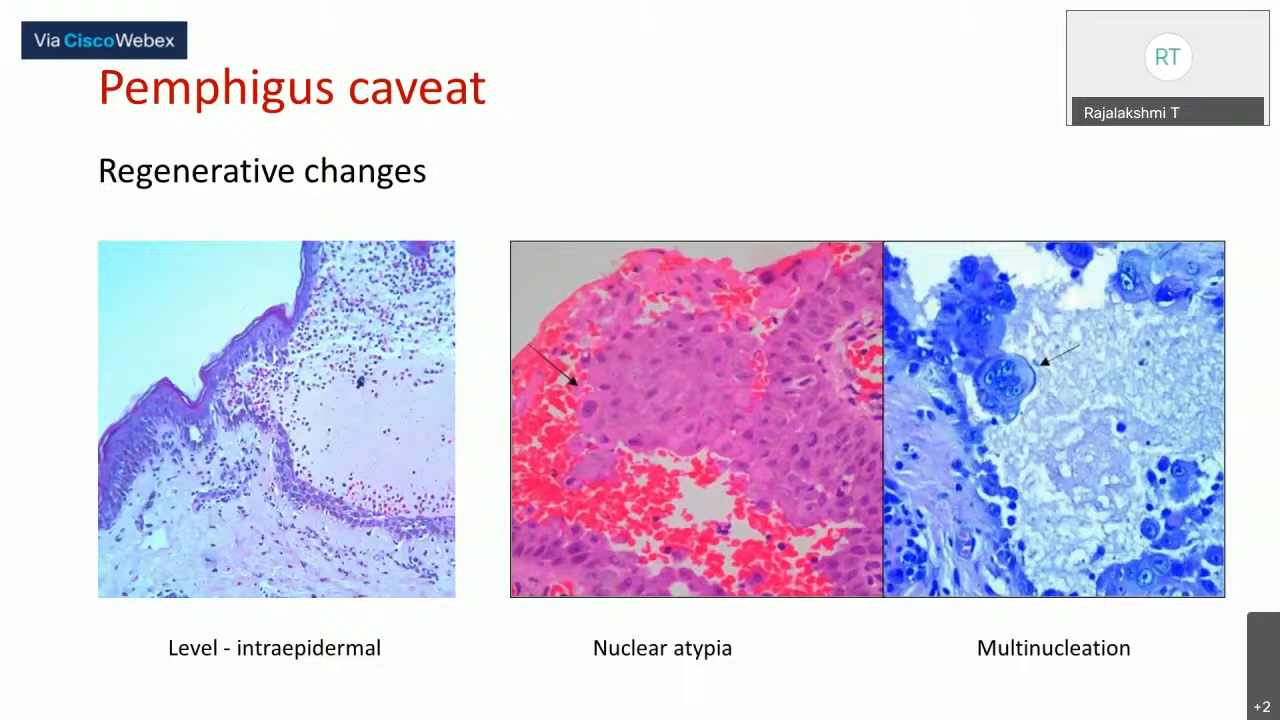 Via CiscoWebex
Pemphigus caveat
RT
Rajalakshmi T
Regenerative changes
Level - intraepidermal
Nuclear atypia
Multinucleation
+2